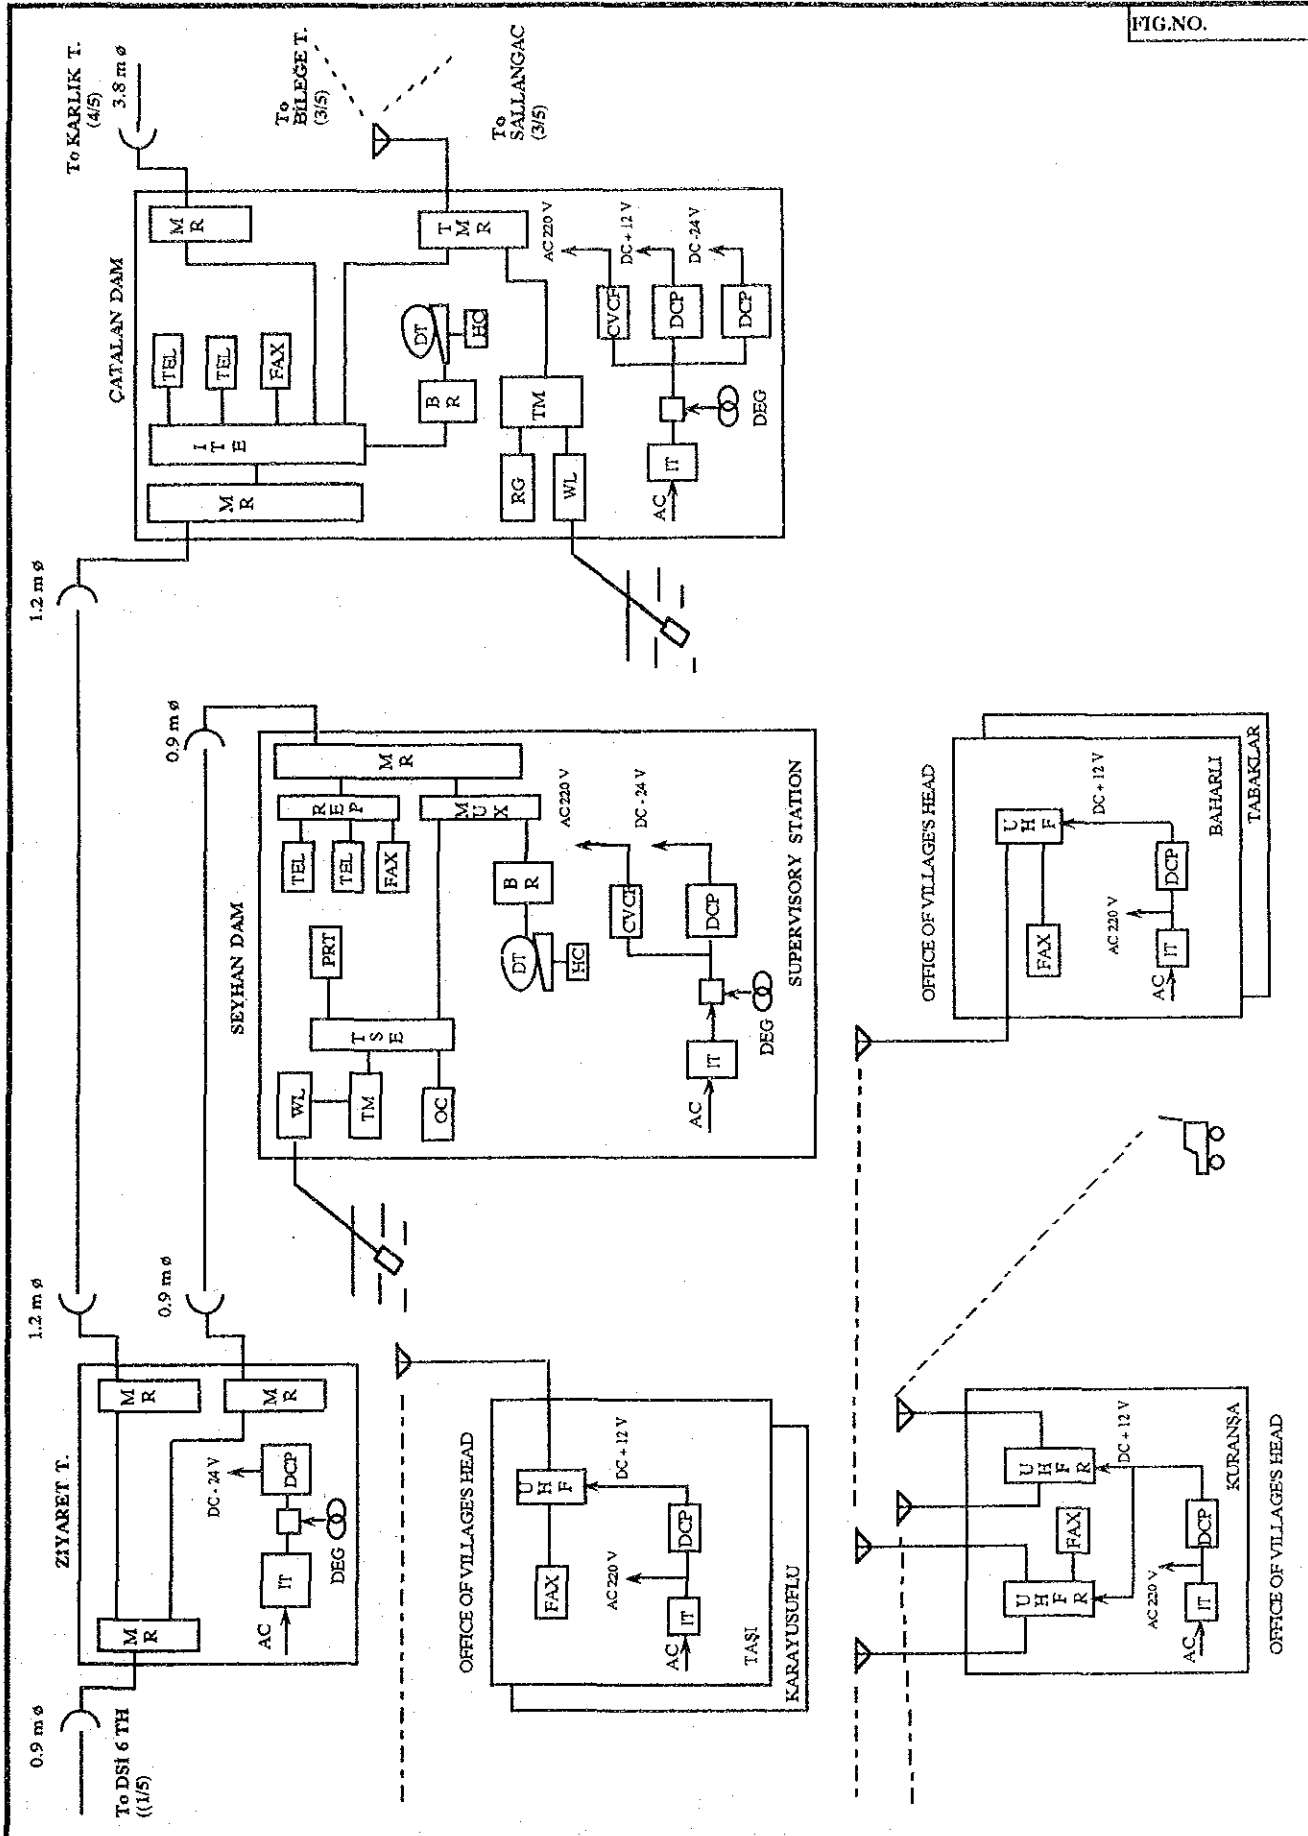 FIG.NO.
0.9 m ø
To DSİ 6 TH
((1/5)
ZİYARET T.
M R
M R
M R
AC
IT
DEG
DCP
DC - 24 V
1.2 m ø
0.9 m ø
1.2 m ø
0.9 m ø
SEYHAN DAM
WL
TM
OC
T S E
PRT
TEL
TEL
FAX
R E P
M U X
M R
DT
HC
B R
AC
IT
DEG
CVCF
DCP
AC 220 V
DC - 24 V
SUPERVISORY STATION
ÇATALAN DAM
M R
I T E
TEL
TEL
FAX
M R
To KARLIK T.
(4/5)
3.8 m ø
B R
DT
HC
T M R
To
BİLEĞE T.
(3/5)
To
SALLANGAC
(3/5)
RG
WL
TM
AC
IT
DEG
CVCF
DCP
DCP
AC 220 V
DC + 12 V
DC -24 V
OFFICE OF VILLAGE'S HEAD
FAX
U H F
DC + 12 V
AC 220 V
AC
IT
DCP
TAŞI
KARAYUSUFLU
OFFICE OF VILLAGE'S HEAD
FAX
U H F
DC + 12 V
AC 220 V
AC
IT
DCP
BAHARLI
TABAKLAR
U H F R
FAX
U H F R
DC + 12 V
AC 220 V
AC
IT
DCP
KURANŞA
OFFICE OF VILLAGE'S HEAD